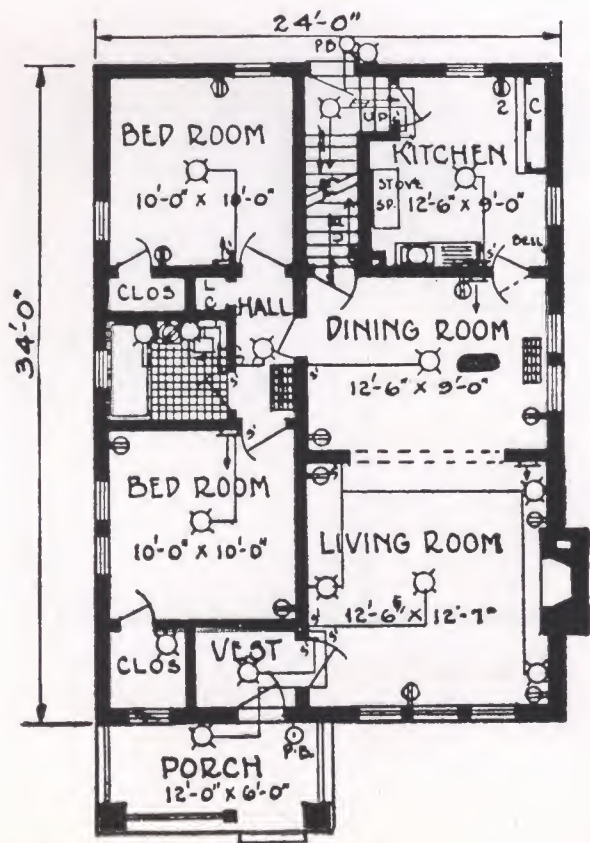 24'-0"
PB
BED ROOM
10'-0" X 10'-0"
UP
KITCHEN
12'-6" X 9'-0"
STOVE
SP.
2
C
BELL
34'-0"
CLOS
L
C
HALL
DINING ROOM
12'-6" X 9'-0"
BED ROOM
10'-0" X 10'-0"
LIVING ROOM
12'-6" X 12'-7"
CLOS
VEST
P.B.
PORCH
12'-0" X 6'-0"